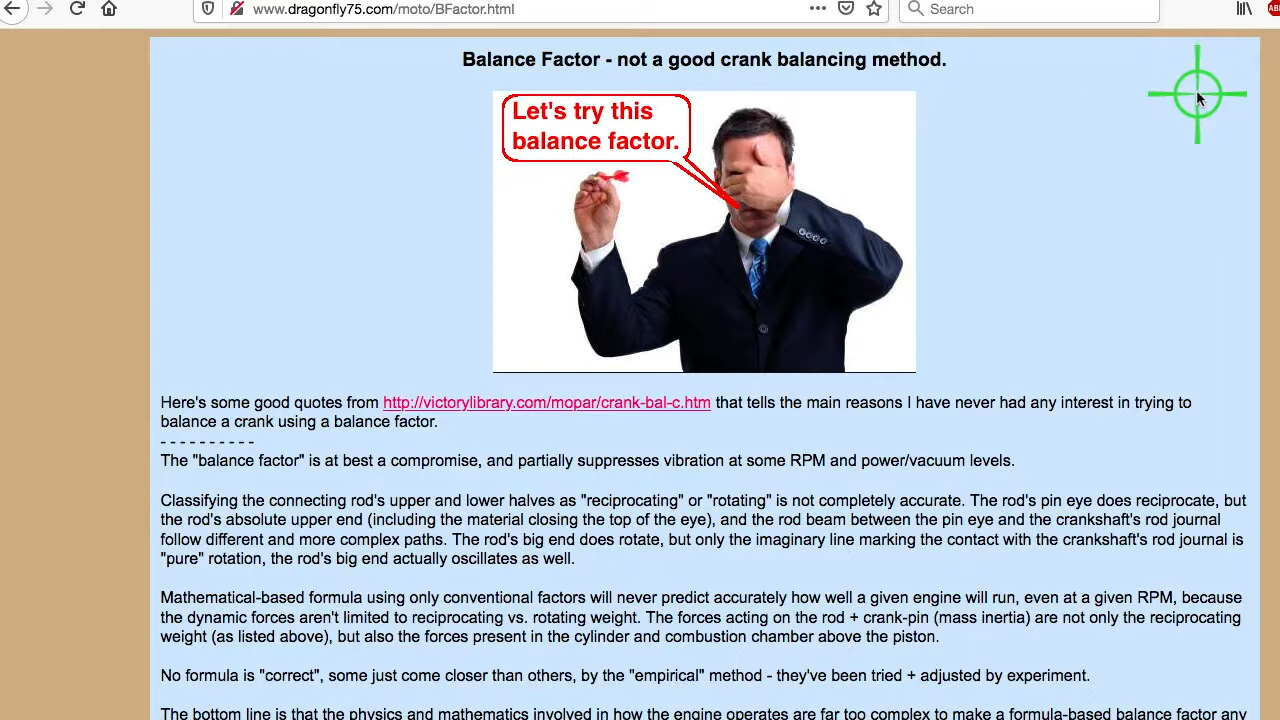 www.dragonfly75.com/moto/BFactor.html
Search
Balance Factor - not a good crank balancing method.
Let's try this
balance factor.
Here's some good quotes from http://victorylibrary.com/mopar/crank-bal-c.htm that tells the main reasons I have never had any interest in trying to
balance a crank using a balance factor.
- - - - - - - - - -
The "balance factor" is at best a compromise, and partially suppresses vibration at some RPM and power/vacuum levels.
Classifying the connecting rod's upper and lower halves as "reciprocating" or "rotating" is not completely accurate. The rod's pin eye does reciprocate, but
the rod's absolute upper end (including the material closing the top of the eye), and the rod beam between the pin eye and the crankshaft's rod journal
follow different and more complex paths. The rod's big end does rotate, but only the imaginary line marking the contact with the crankshaft's rod journal is
"pure" rotation, the rod's big end actually oscillates as well.
Mathematical-based formula using only conventional factors will never predict accurately how well a given engine will run, even at a given RPM, because
the dynamic forces aren't limited to reciprocating vs. rotating weight. The forces acting on the rod + crank-pin (mass inertia) are not only the reciprocating
weight (as listed above), but also the forces present in the cylinder and combustion chamber above the piston.
No formula is "correct", some just come closer than others, by the "empirical" method - they've been tried + adjusted by experiment.
The bottom line is that the physics and mathematics involved in how the engine operates are far too complex to make a formula-based balance factor any